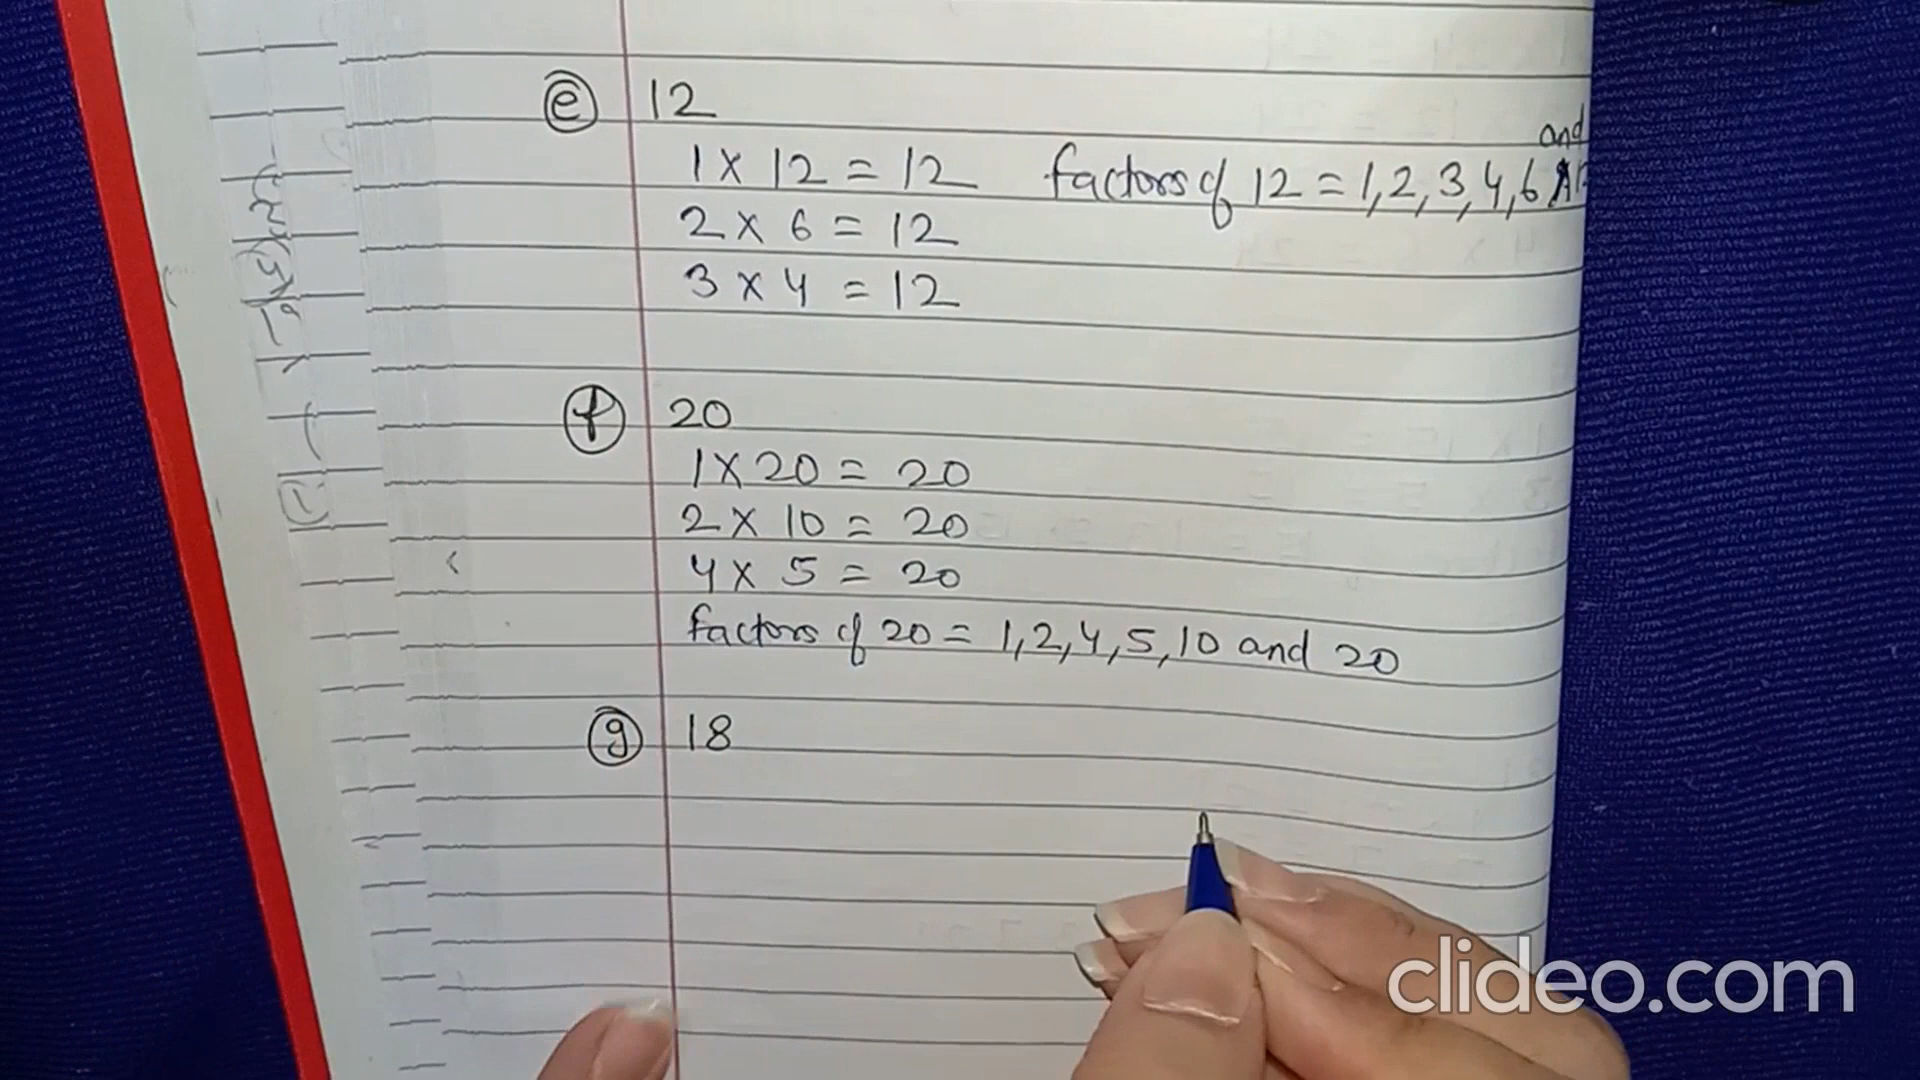 e 12
1 x 12 = 12 factors of 12 = 1, 2, 3, 4, 6 and
2 x 6 = 12
3 x 4 = 12
f 20
1 x 20 = 20
2 x 10 = 20
4 x 5 = 20
factors of 20 = 1, 2, 4, 5, 10 and 20
g 18
clideo.com